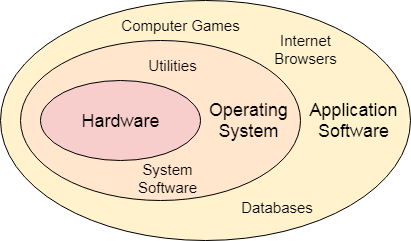 Computer Games
Internet
Browsers
Utilities
Hardware
Operating
System
Application
Software
System
Software
Databases